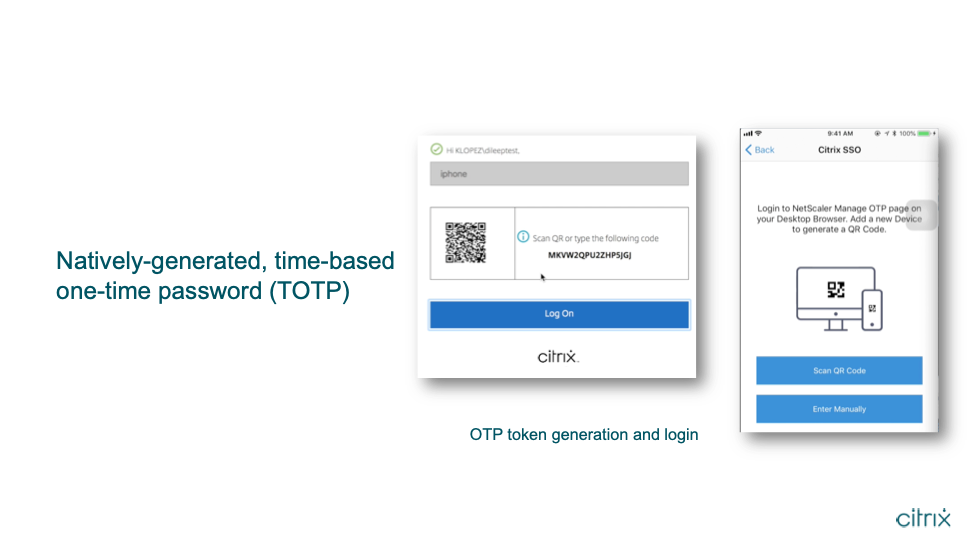 Natively-generated, time-based
one-time password (TOTP)
Hi KLOPEZ\dileeptest,
iphone
Scan QR or type the following code
MKVW2QPU2ZHP5JGJ
Log On
citrix
OTP token generation and login
9:41 AM
100%
Back
Citrix SSO
Login to NetScaler Manage OTP page on
your Desktop Browser. Add a new Device
to generate a QR Code.
Scan QR Code
Enter Manually
citrix